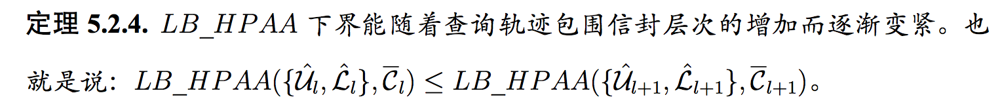 定理 5.2.4. LB_HPAA 下界能随着查询轨迹包围信封层次的增加而逐渐变紧。也
就是说：$LB\_HPAA(\{\hat{\mathcal{U}}_l, \hat{\mathcal{L}}_l\}, \overline{\mathcal{C}}_l) \leq LB\_HPAA(\{\hat{\mathcal{U}}_{l+1}, \hat{\mathcal{L}}_{l+1}\}, \overline{\mathcal{C}}_{l+1})$。